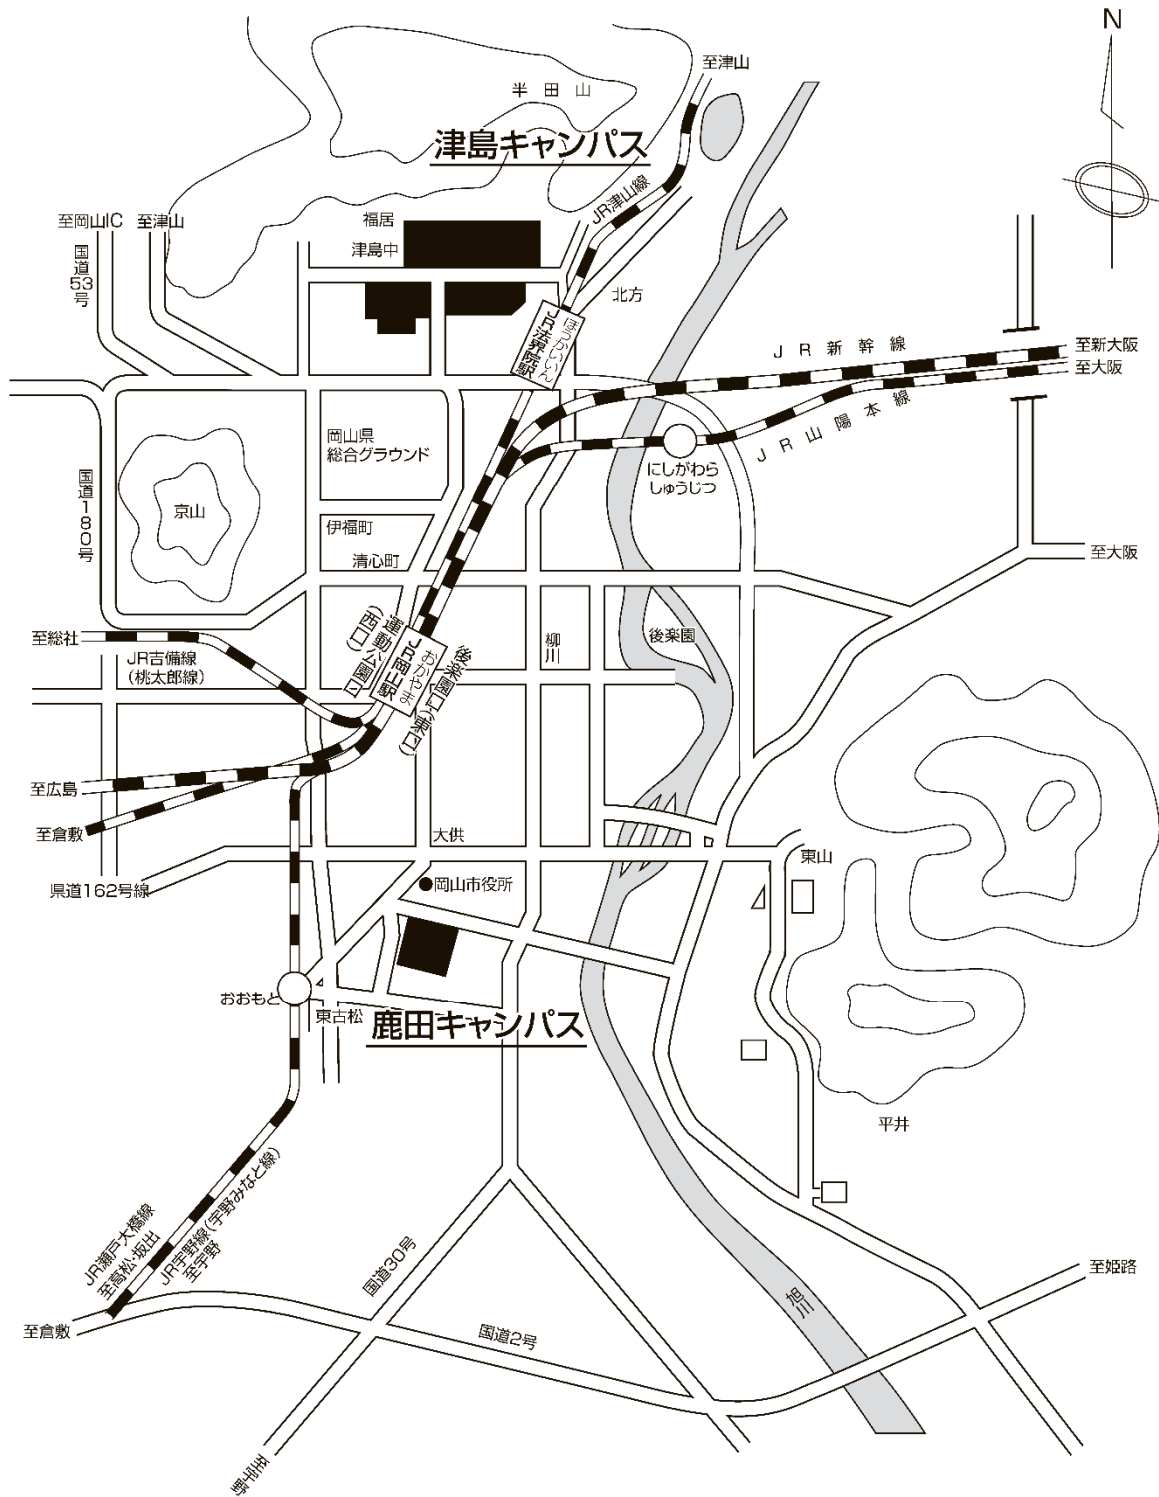 N
至津山
半田山
津島キャンパス
JR津山線
至岡山IC
至津山
国道53号
福居
津島中
北方
ほうかいいん
JR法界院駅
JR新幹線
至新大阪
至大阪
JR山陽本線
岡山県
総合グラウンド
にしがわら
しゅうじつ
国道180号
京山
伊福町
清心町
至大阪
至総社
JR吉備線
(桃太郎線)
運動公園口
(西口)
おかやま
JR岡山駅
後楽園口(東口)
柳川
後楽園
至広島
至倉敷
大供
東山
県道162号線
岡山市役所
おおもと
東古松
鹿田キャンパス
平井
JR瀬戸大橋線
至高松・坂出
JR宇野線(宇野みなと線)
至宇野
国道30号
至倉敷
国道2号
旭川
至姫路
至宇野